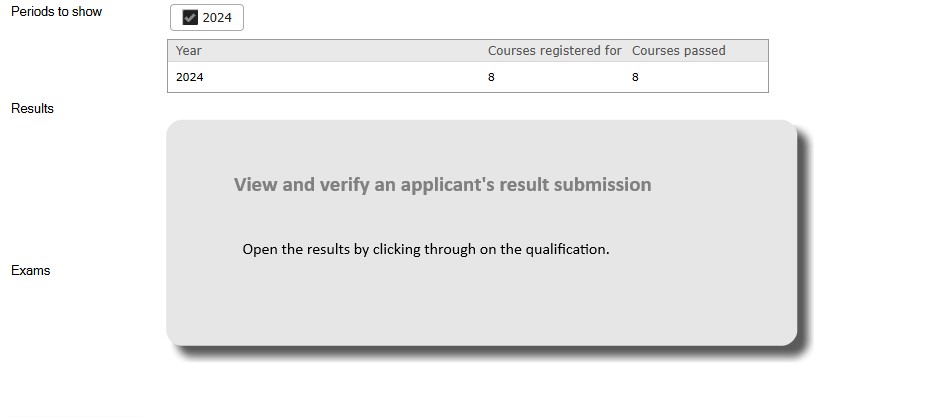 Periods to show
2024
Year Courses registered for Courses passed
2024 8 8
Results
View and verify an applicant's result submission
Open the results by clicking through on the qualification.
Exams